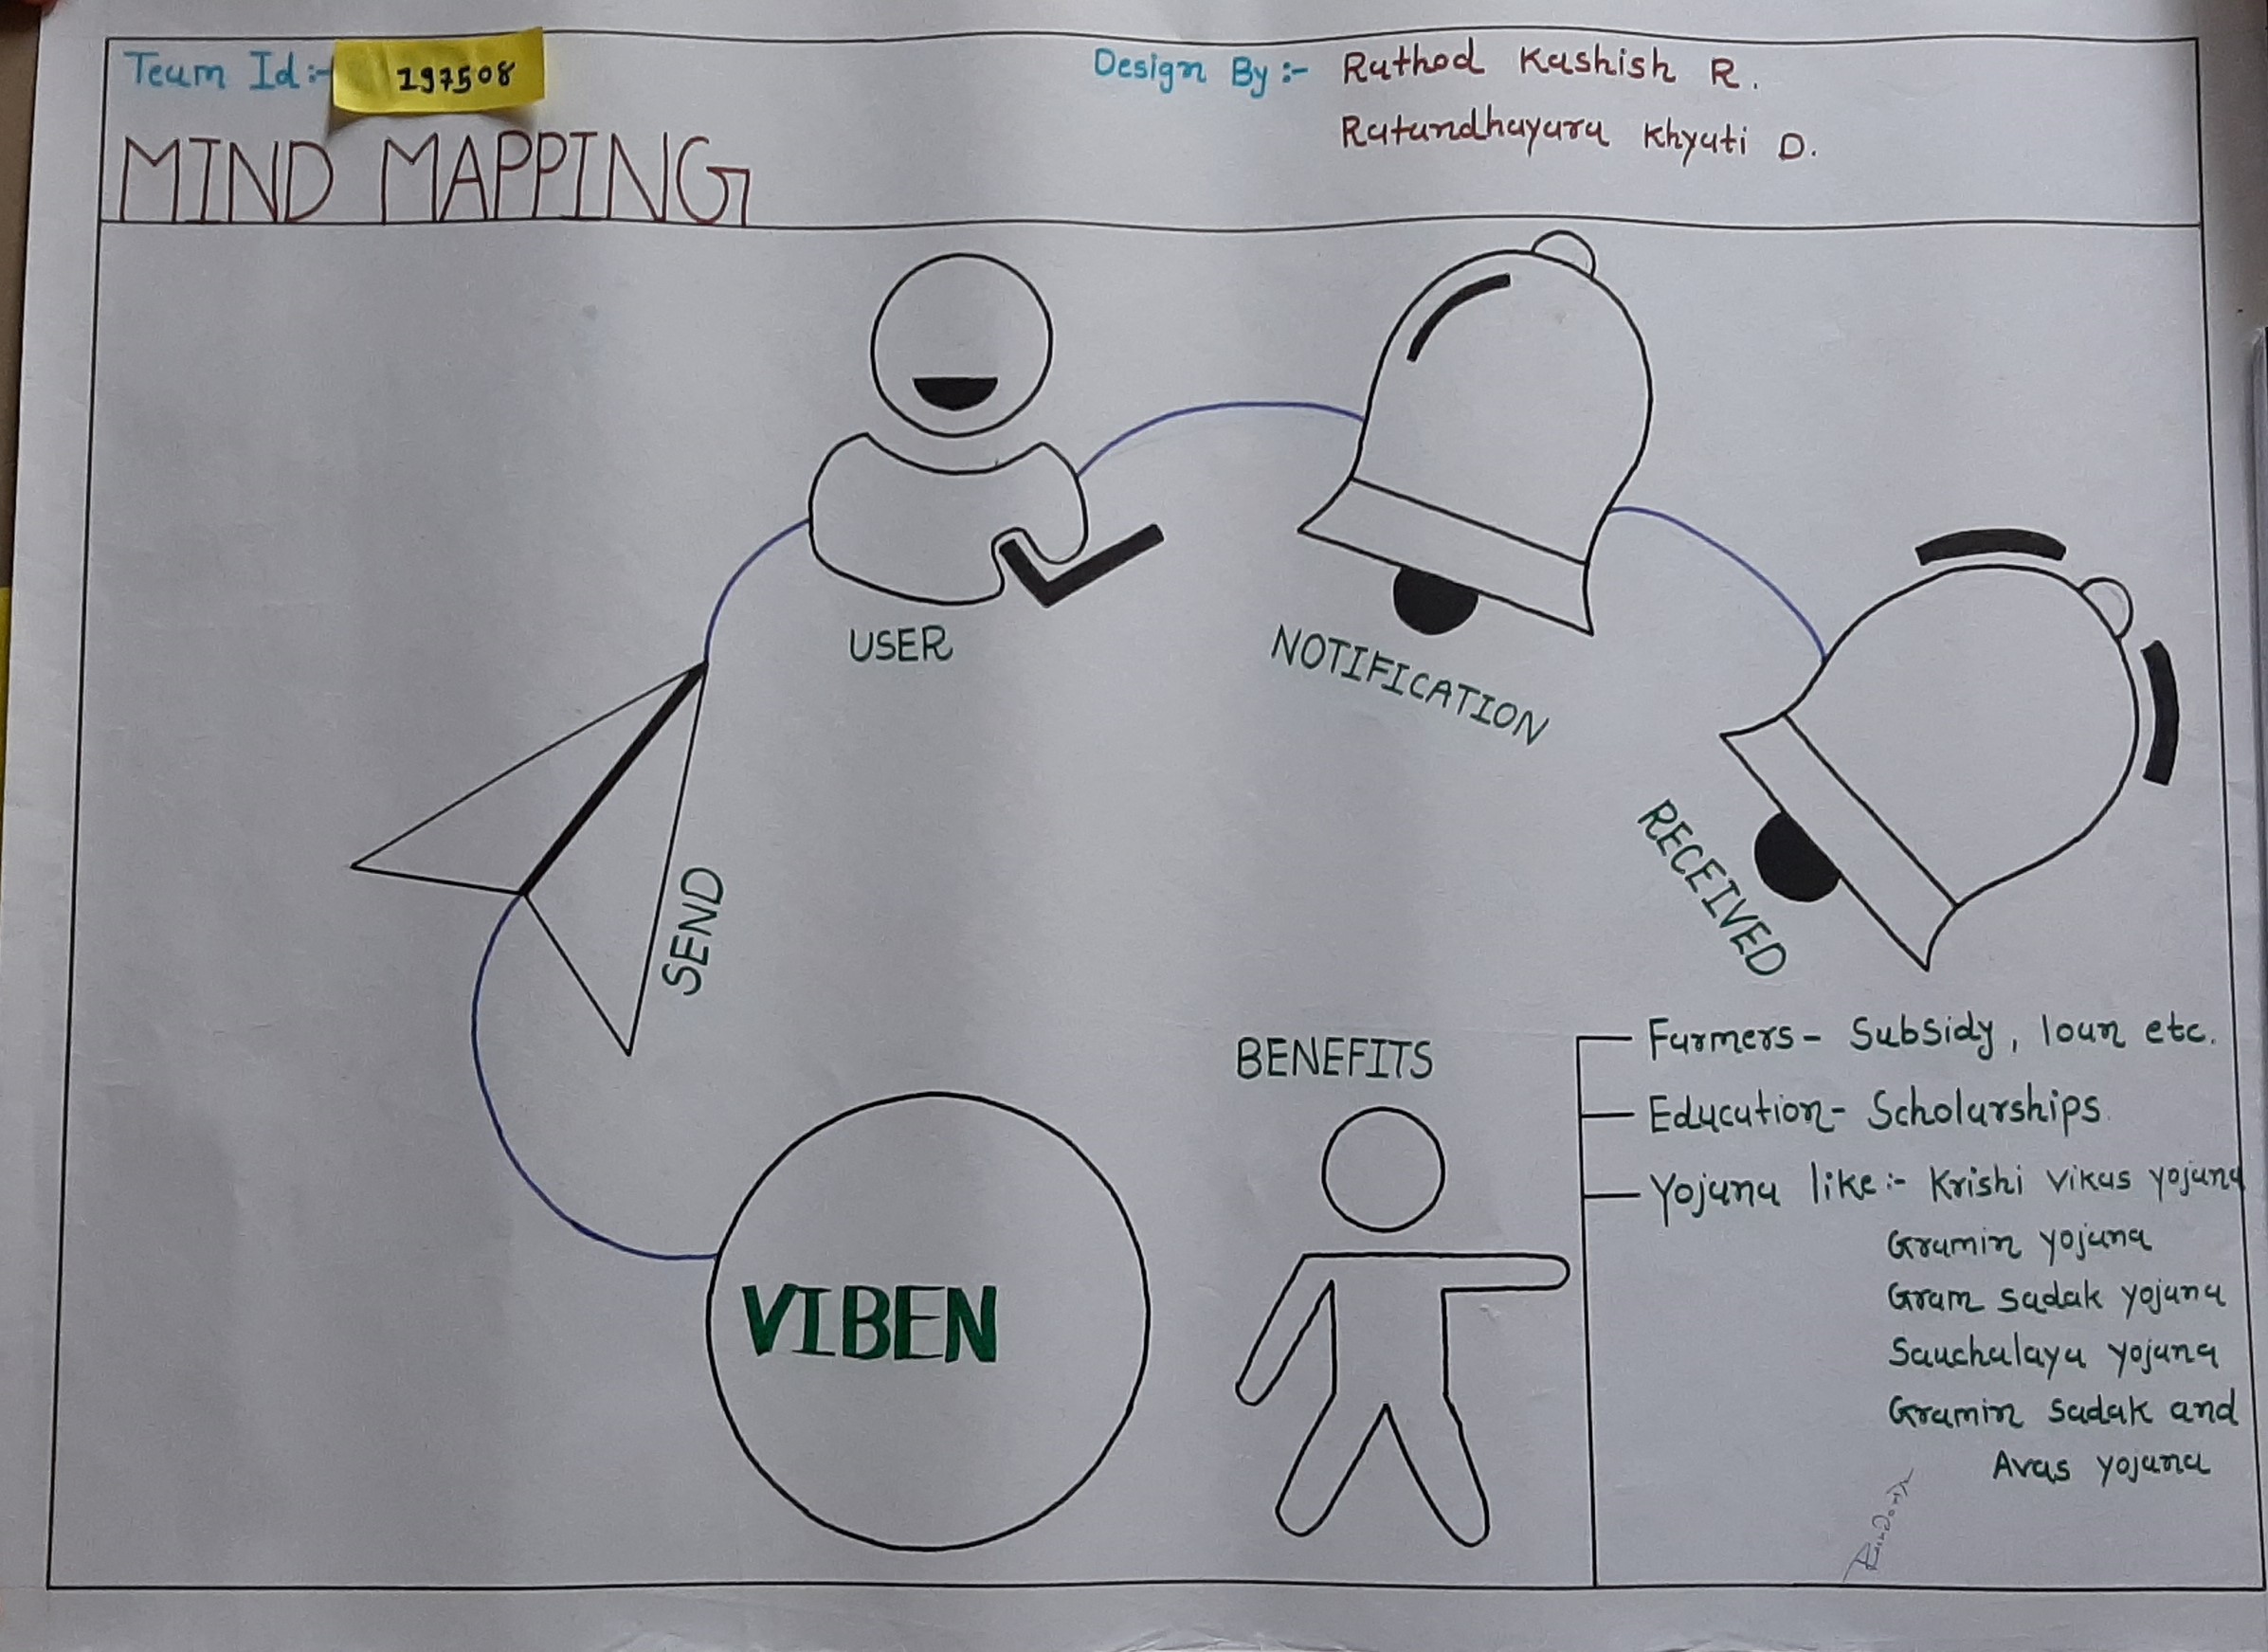 Team Id:- 197508
Design By:- Rathod Kashish R.
Ratandhayara Khyati D.
MIND MAPPING
USER
NOTIFICATION
RECEIVED
SEND
VIBEN
BENEFITS
Farmers - Subsidy, loan etc.
Education - Scholarships.
Yojana like:- Krishi vikas yojana
Gramin yojana
Gram sadak yojana
Sauchalaya yojana
Gramin sadak and
Avas yojana